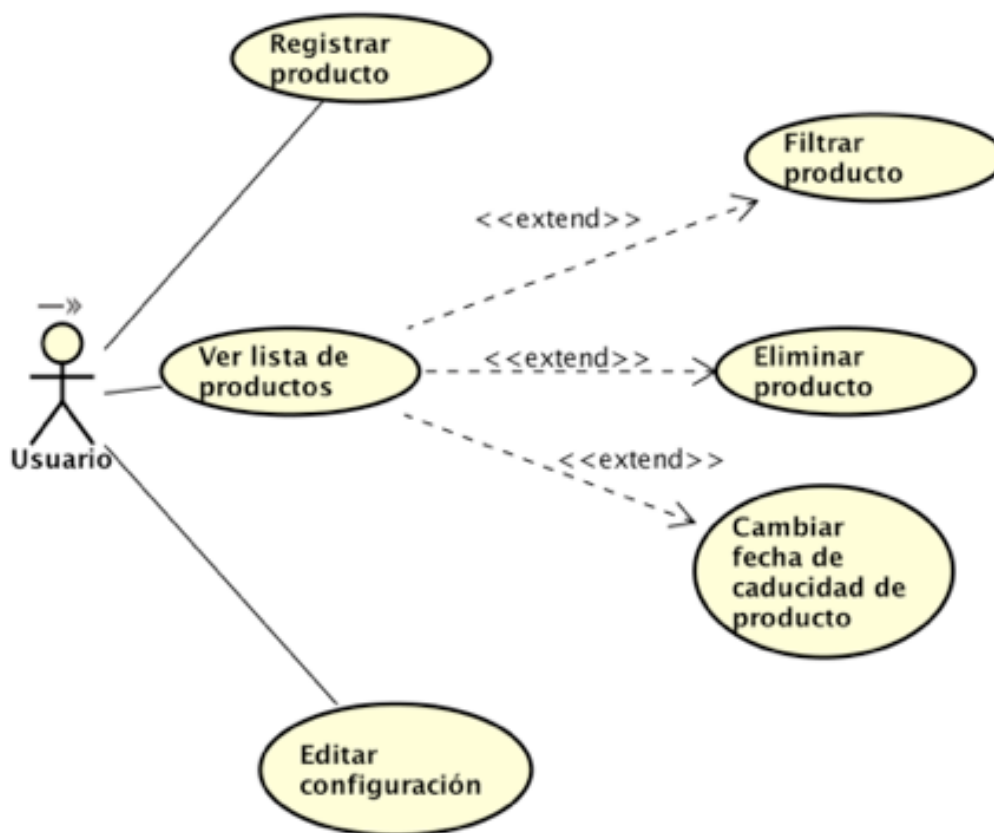 Registrar
producto
Filtrar
producto
<<extend>>
Ver lista de
productos
<<extend>>
Eliminar
producto
Usuario
<<extend>>
Cambiar
fecha de
caducidad de
producto
Editar
configuración